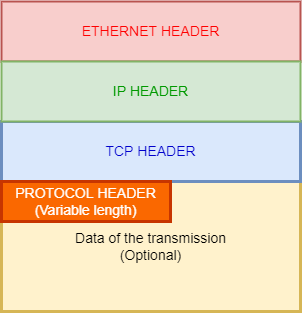 ETHERNET HEADER
IP HEADER
TCP HEADER
PROTOCOL HEADER
(Variable length)
Data of the transmission
(Optional)